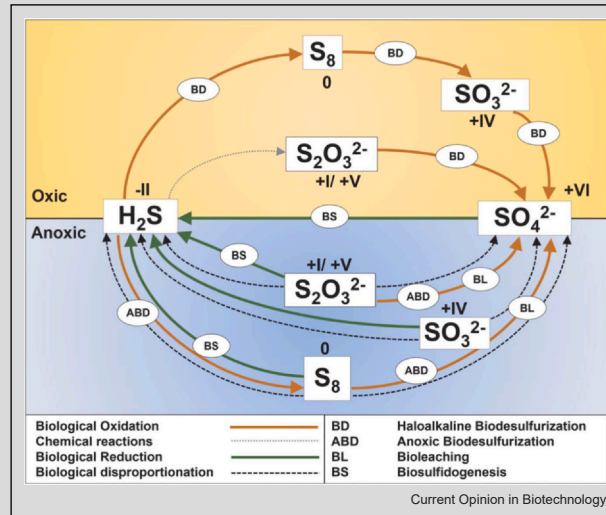 S₈
0
BD
BD
SO₃²⁻
+IV
BD
S₂O₃²⁻
+I/ +V
BD
Oxic
-II
H₂S
BS
+VI
SO₄²⁻
Anoxic
BS
+I/ +V
S₂O₃²⁻
ABD
BL
+IV
SO₃²⁻
ABD
BL
BS
0
S₈
ABD
Biological Oxidation BD Haloalkaline Biodesulfurization
Chemical reactions ABD Anoxic Biodesulfurization
Biological Reduction BL Bioleaching
Biological disproportionation BS Biosulfidogenesis
Current Opinion in Biotechnology